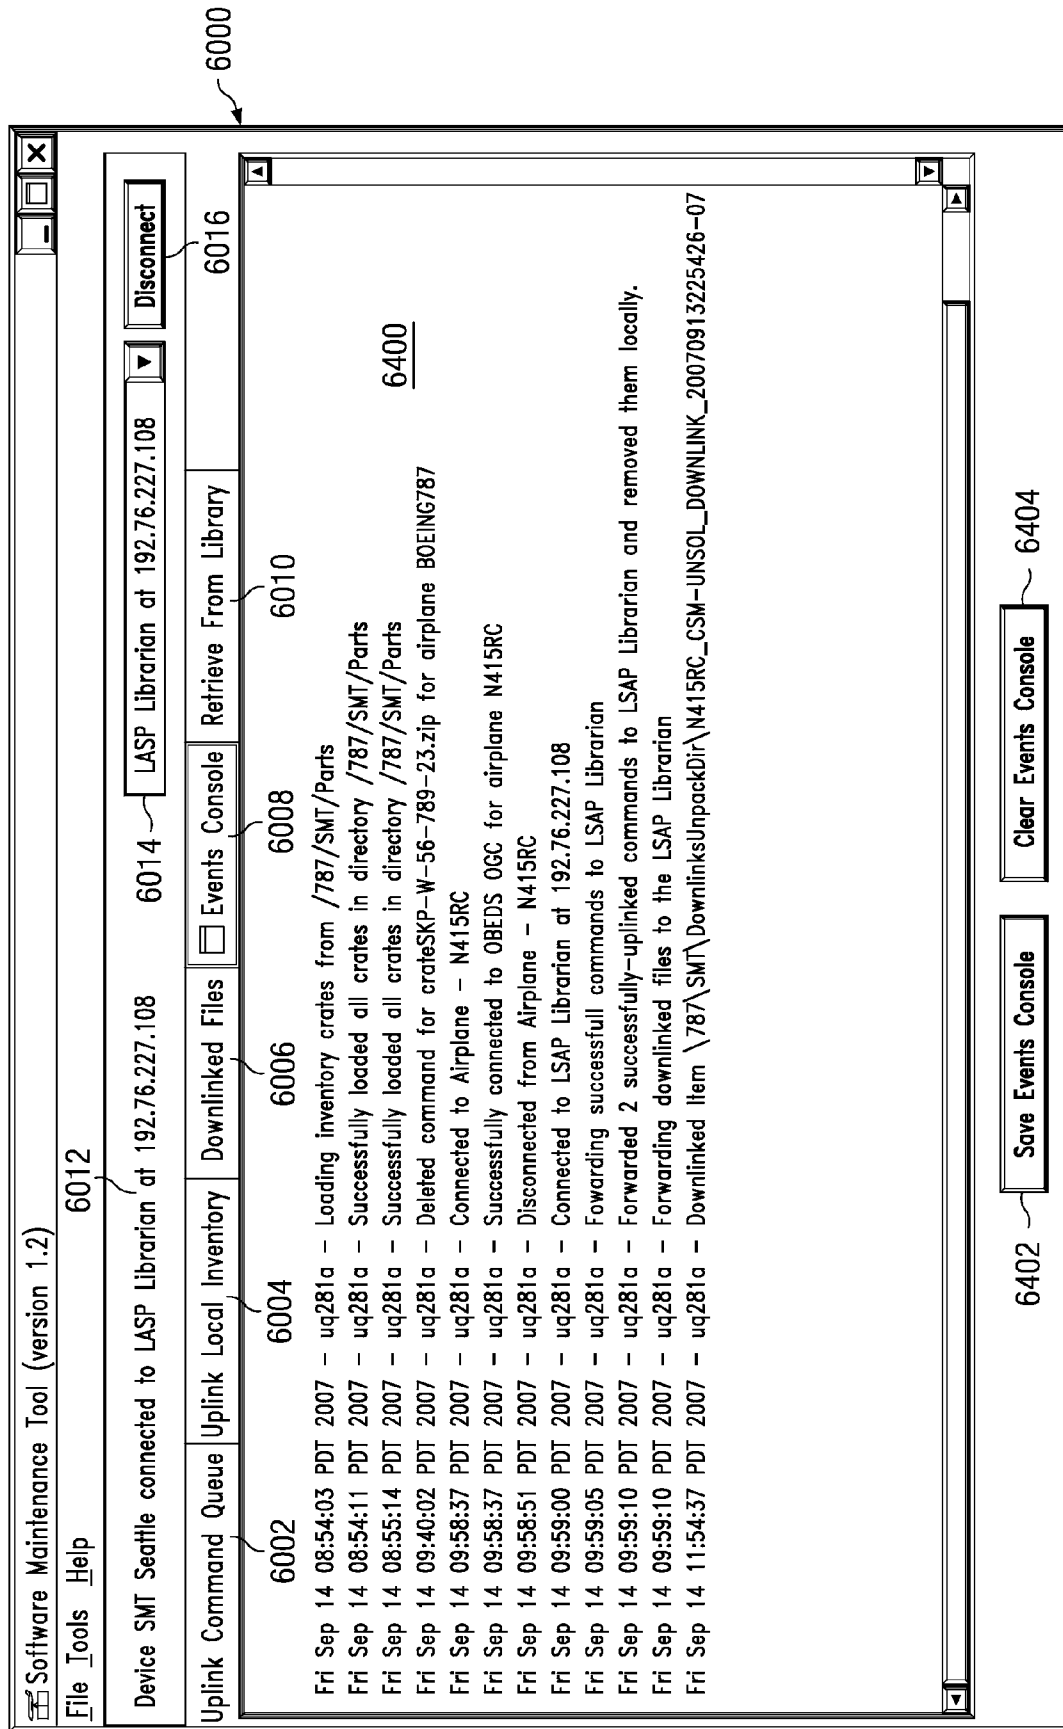 Software Maintenance Tool (version 1.2)
File Tools Help
6012
Device SMT Seattle connected to LASP Librarian at 192.76.227.108
6014
LASP Librarian at 192.76.227.108
Disconnect
6016
6000
Uplink Command Queue
Uplink Local Inventory
Downlinked Files
Events Console
Retrieve From Library
6002
6004
6006
6008
6010
6400
Fri Sep 14 08:54:03 PDT 2007 – uq281a – Loading inventory crates from /787/SMT/Parts
Fri Sep 14 08:54:11 PDT 2007 – uq281a – Successfully loaded all crates in directory /787/SMT/Parts
Fri Sep 14 08:55:14 PDT 2007 – uq281a – Successfully loaded all crates in directory /787/SMT/Parts
Fri Sep 14 09:40:02 PDT 2007 – uq281a – Deleted command for crateSKP–W–56–789–23.zip for airplane BOEING787
Fri Sep 14 09:58:37 PDT 2007 – uq281a – Connected to Airplane – N415RC
Fri Sep 14 09:58:37 PDT 2007 – uq281a – Successfully connected to OBEDS OGC for airplane N415RC
Fri Sep 14 09:58:51 PDT 2007 – uq281a – Disconnected from Airplane – N415RC
Fri Sep 14 09:59:00 PDT 2007 – uq281a – Connected to LSAP Librarian at 192.76.227.108
Fri Sep 14 09:59:05 PDT 2007 – uq281a – Fowarding successfull commands to LSAP Librarian
Fri Sep 14 09:59:10 PDT 2007 – uq281a – Forwarded 2 successfully–uplinked commands to LSAP Librarian and removed them locally.
Fri Sep 14 09:59:10 PDT 2007 – uq281a – Forwarding downlinked files to the LSAP Librarian
Fri Sep 14 11:54:37 PDT 2007 – uq281a – Downlinked Item \787\SMT\DownlinksUnpackDir\N415RC_CSM–UNSOL_DOWNLINK_20070913225426–07
6402
Save Events Console
Clear Events Console
6404